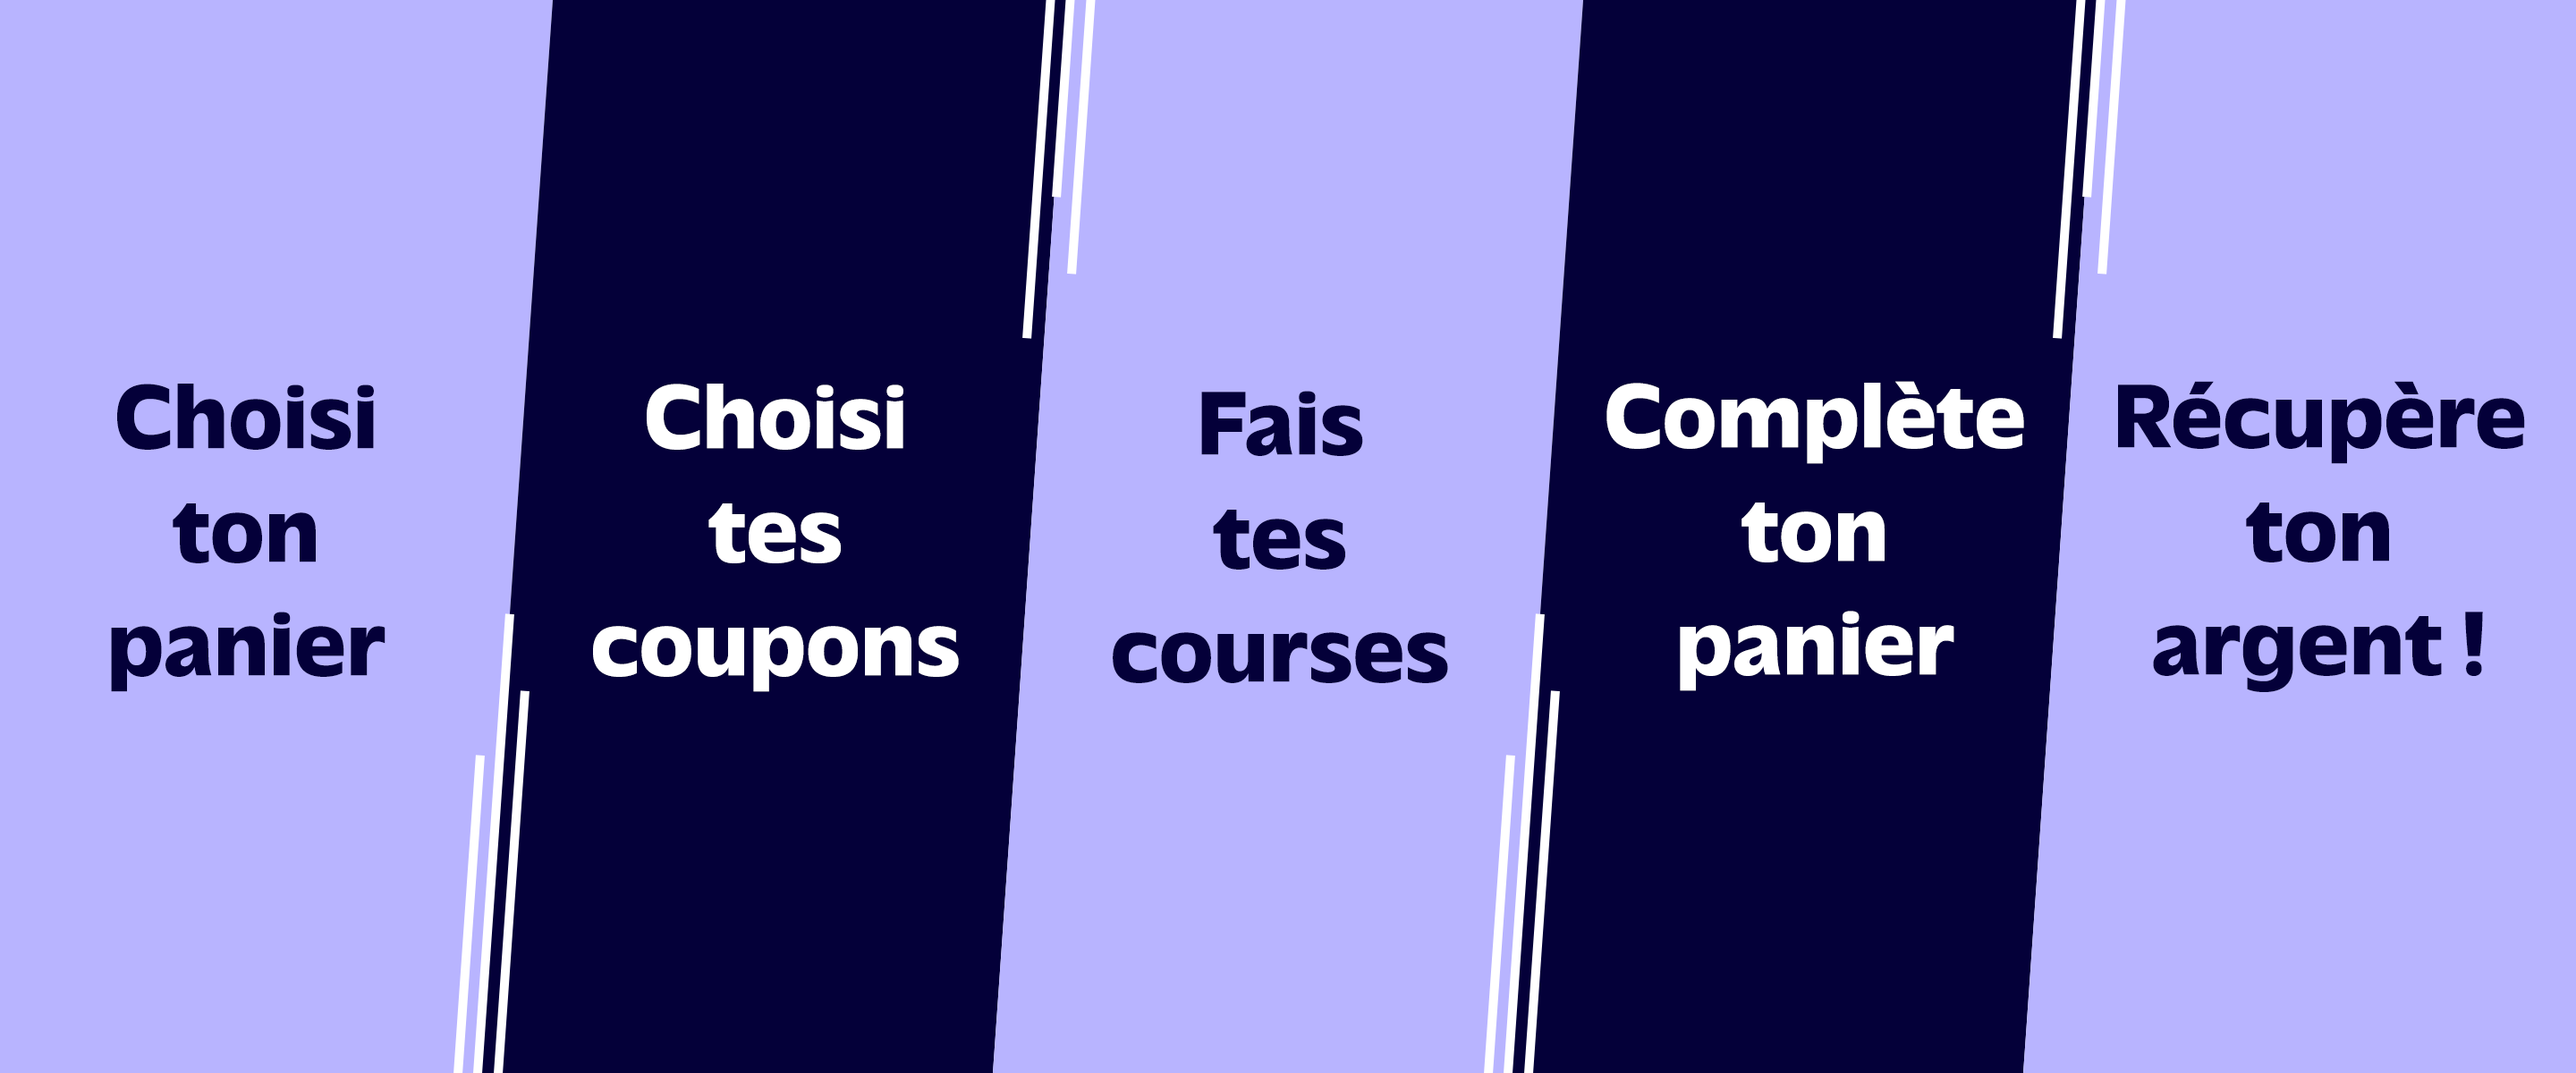 Choisi
ton
panier
Choisi
tes
coupons
Fais
tes
courses
Complète
ton
panier
Récupère
ton
argent !